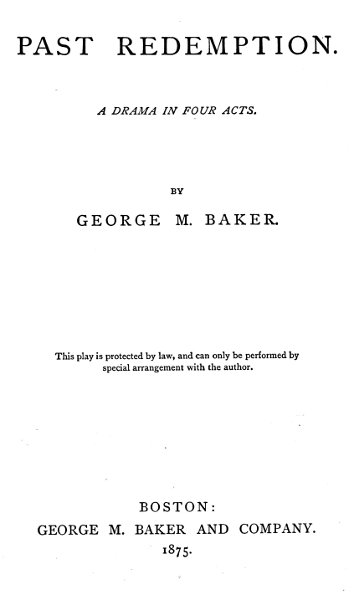 PAST REDEMPTION.
A DRAMA IN FOUR ACTS.
BY
GEORGE M. BAKER.
This play is protected by law, and can only be performed by
special arrangement with the author.
BOSTON:
GEORGE M. BAKER AND COMPANY.
1875.